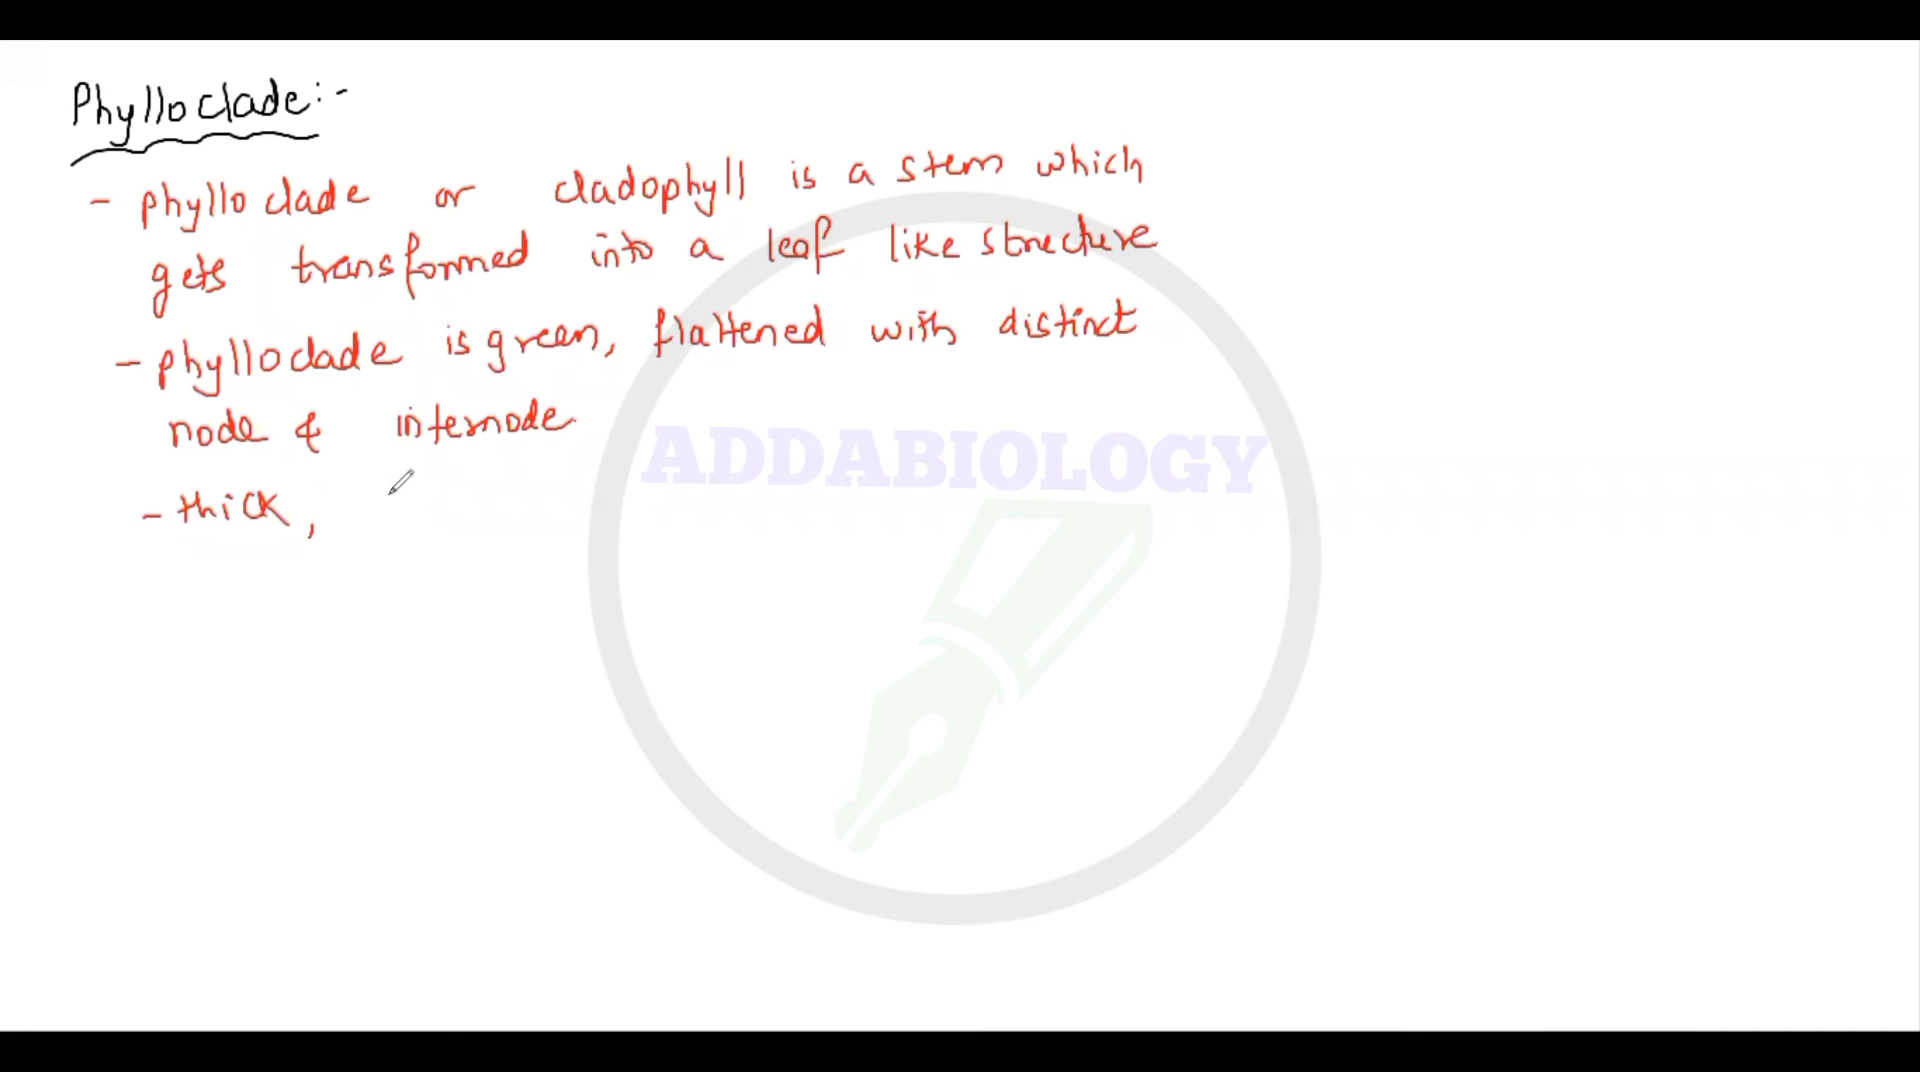 Phylloclade:-
- phylloclade or cladophyll is a stem which
gets transformed into a leaf like structure
- phylloclade is green, flattened with distinct
node & internode
- thick,
ADDABIOLOGY